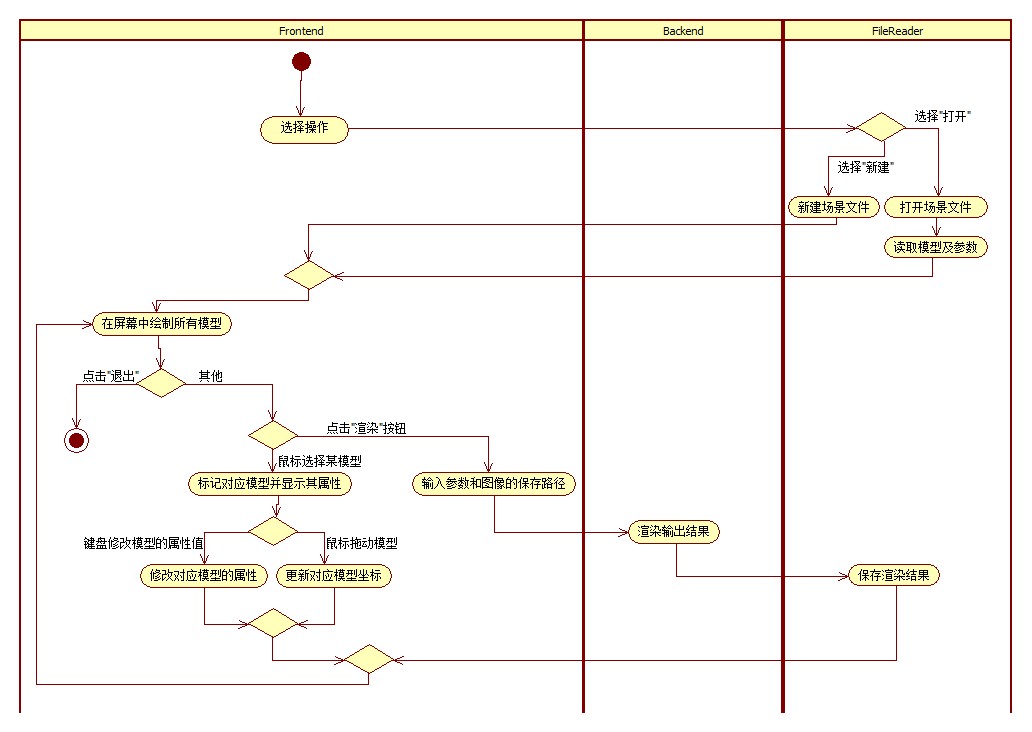 Frontend
Backend
FileReader
选择操作
选择"打开"
选择"新建"
新建场景文件
打开场景文件
读取模型及参数
在屏幕中绘制所有模型
点击"退出"
其他
点击"渲染"按钮
鼠标选择某模型
标记对应模型并显示其属性
输入参数和图像的保存路径
渲染输出结果
键盘修改模型的属性值
鼠标拖动模型
修改对应模型的属性
更新对应模型坐标
保存渲染结果